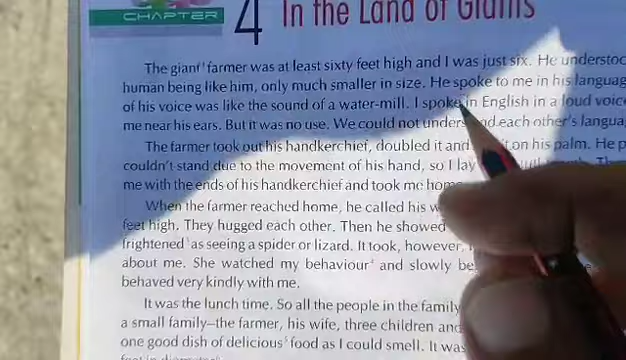 CHAPTER
4 In the Land of Giants
The giant farmer was at least sixty feet high and I was just six. He understoo
human being like him, only much smaller in size. He spoke to me in his languag
of his voice was like the sound of a water-mill. I spoke in English in a loud voice
me near his ears. But it was no use. We could not understand each other's langua
The farmer took out his handkerchief, doubled it and it on his palm. He p
couldn't stand due to the movement of his hand, so I lay
me with the ends of his handkerchief and took me home
When the farmer reached home, he called his w
feet high. They hugged each other. Then he showed
frightened as seeing a spider or lizard. It took, however,
about me. She watched my behaviour⁴ and slowly be
behaved very kindly with me.
It was the lunch time. So all the people in the family
a small family–the farmer, his wife, three children and
one good dish of delicious⁵ food as I could smell. It was
feet in diameter